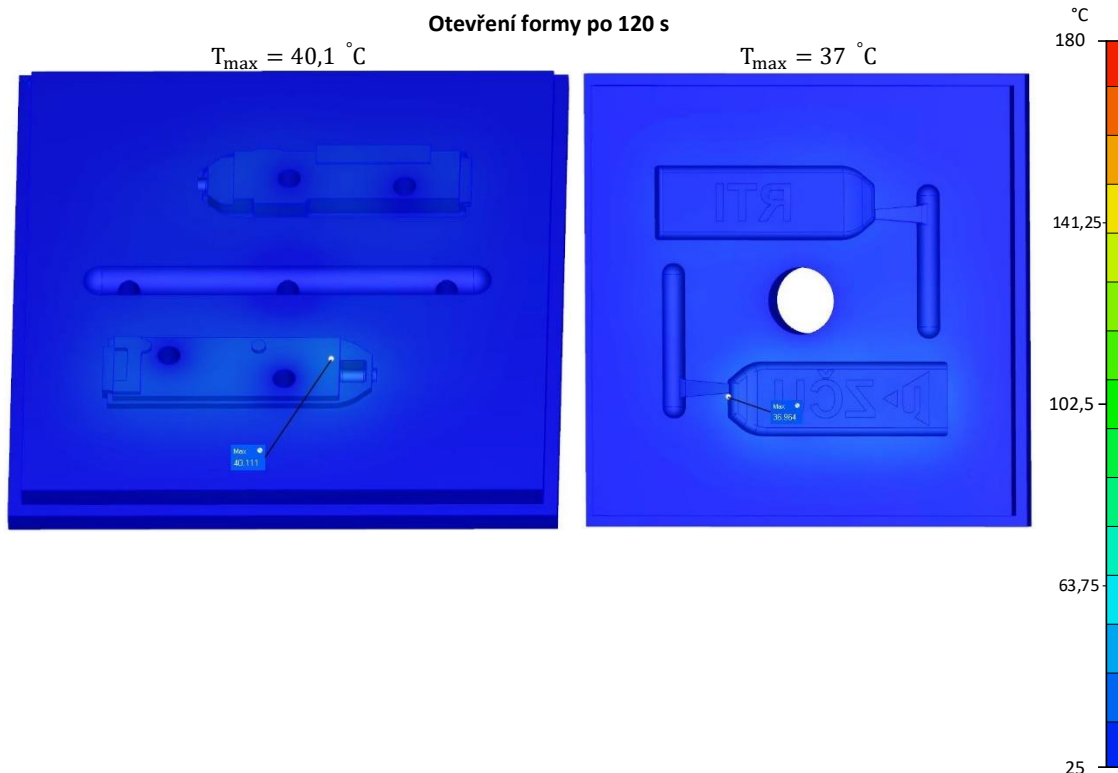 Otevření formy po 120 s
T_max = 40,1 °C
T_max = 37 °C
°C
180
141,25
102,5
63,75
25
Max
40.111
RTI
ZČU
Max
36.964